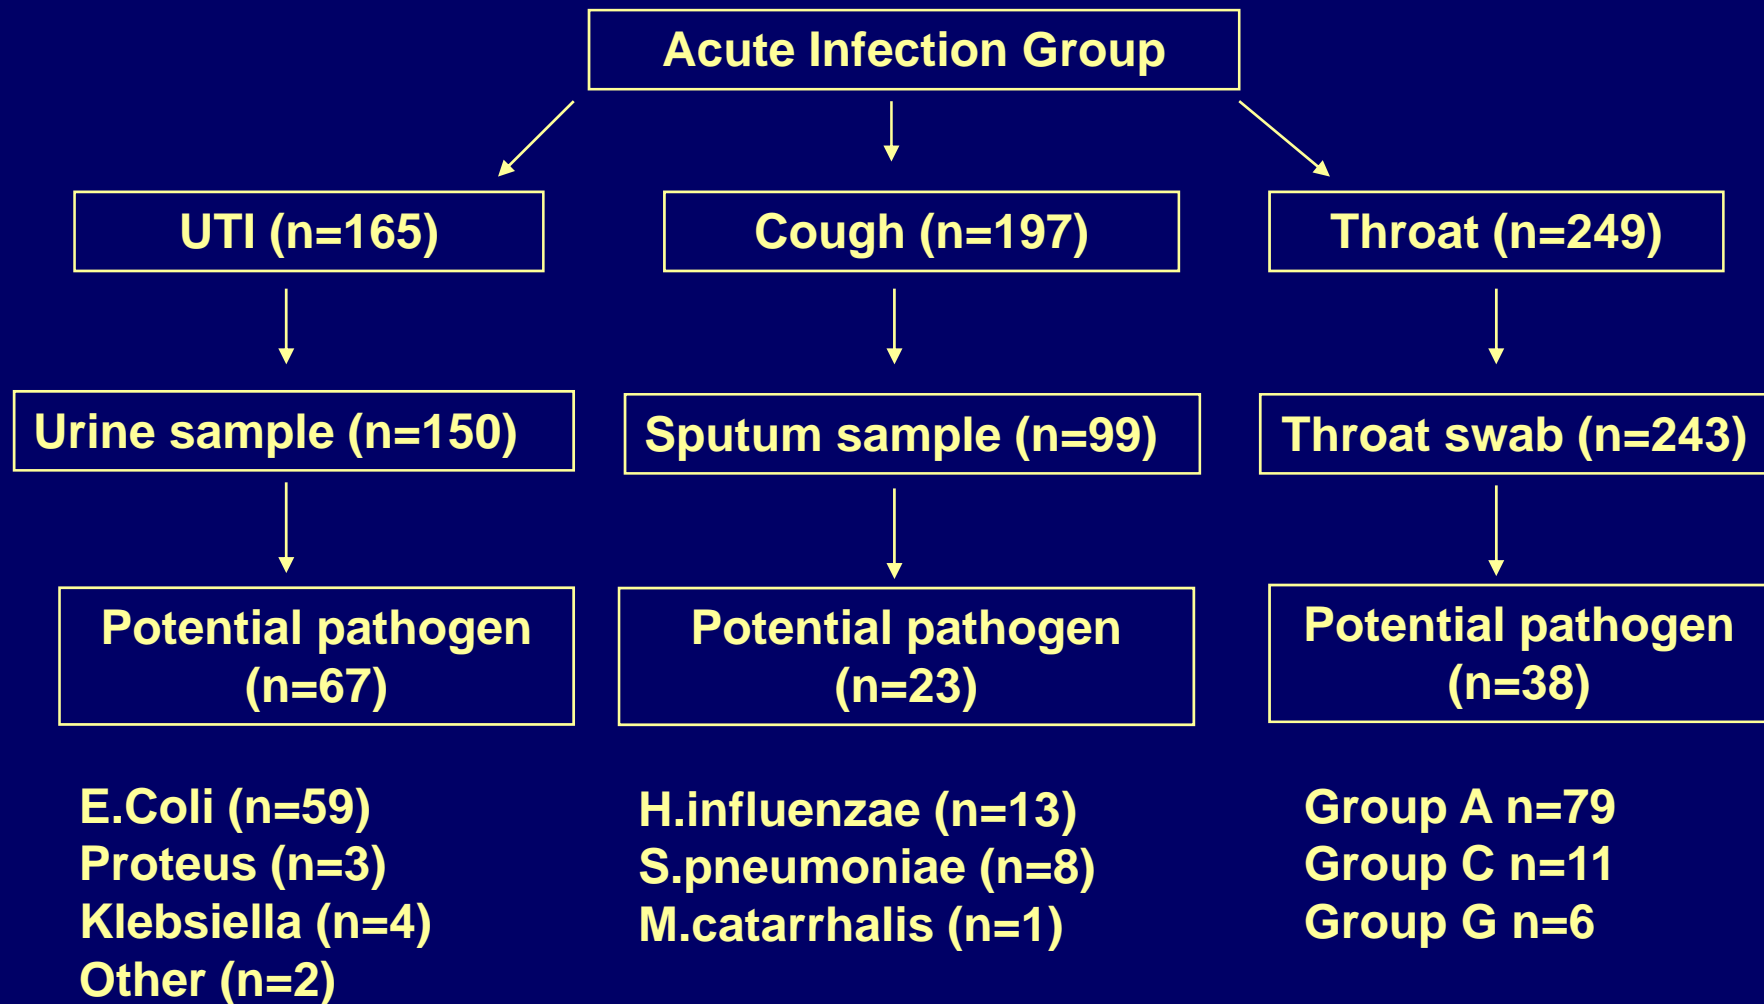 Acute Infection Group
UTI (n=165)
Cough (n=197)
Throat (n=249)
Urine sample (n=150)
Sputum sample (n=99)
Throat swab (n=243)
Potential pathogen
(n=67)
Potential pathogen
(n=23)
Potential pathogen
(n=38)
E.Coli (n=59)
Proteus (n=3)
Klebsiella (n=4)
Other (n=2)
H.influenzae (n=13)
S.pneumoniae (n=8)
M.catarrhalis (n=1)
Group A n=79
Group C n=11
Group G n=6